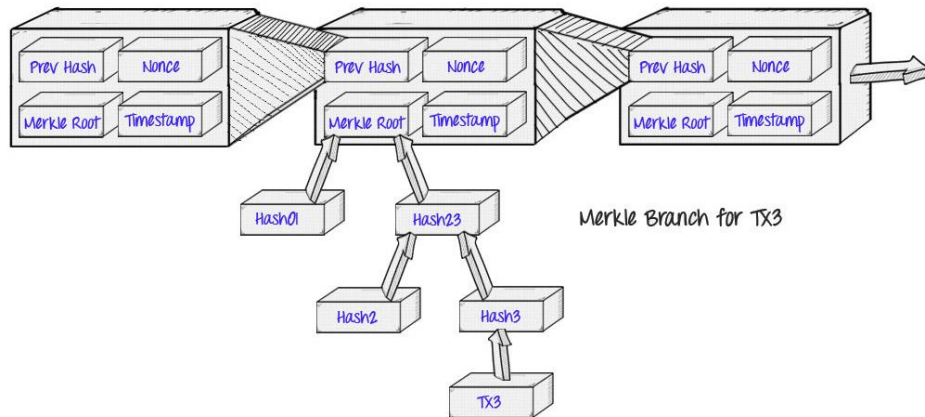 Prev Hash Nonce Prev Hash Nonce Prev Hash Nonce
Merkle Root Timestamp Merkle Root Timestamp Merkle Root Timestamp
Hash01 Hash23 Merkle Branch for TX3
Hash2 Hash3
TX3